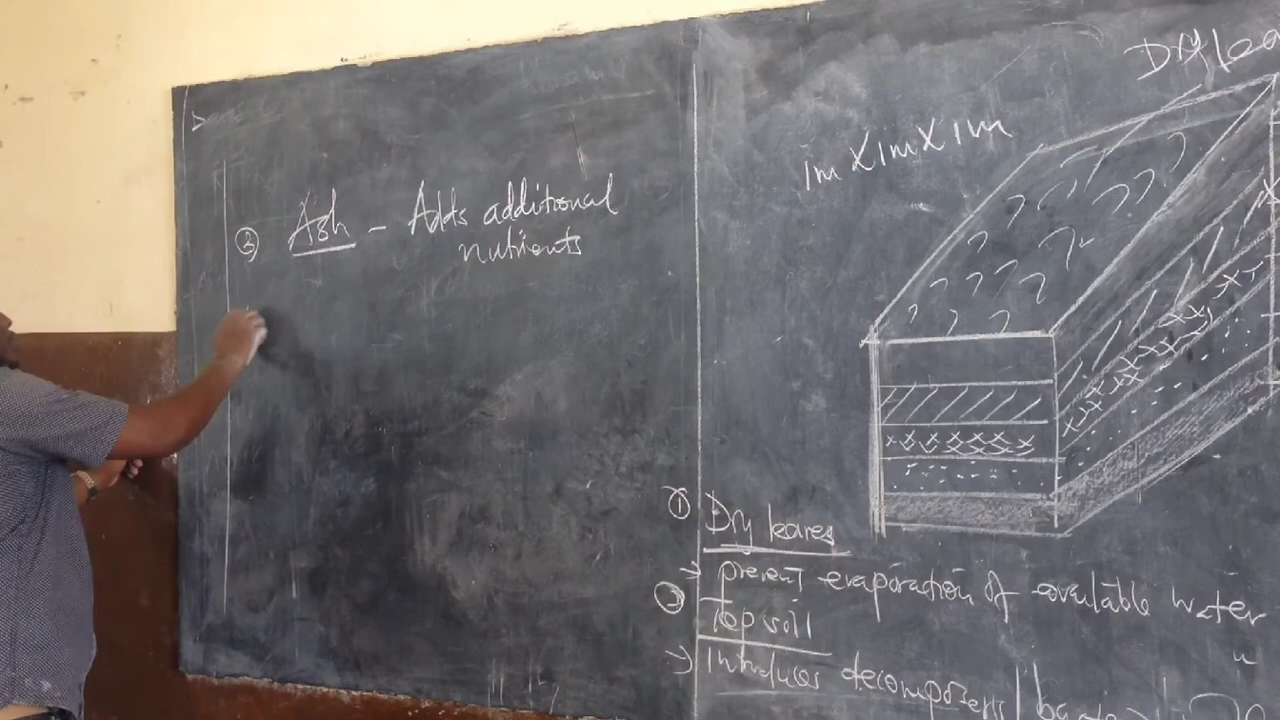 ③ Ash - Adds additional
nutrients
1m X 1m X 1m
Dry lea
① Dry leaves
→ prevent evaporation of available water
② Top soil
→ Introduces decomposers